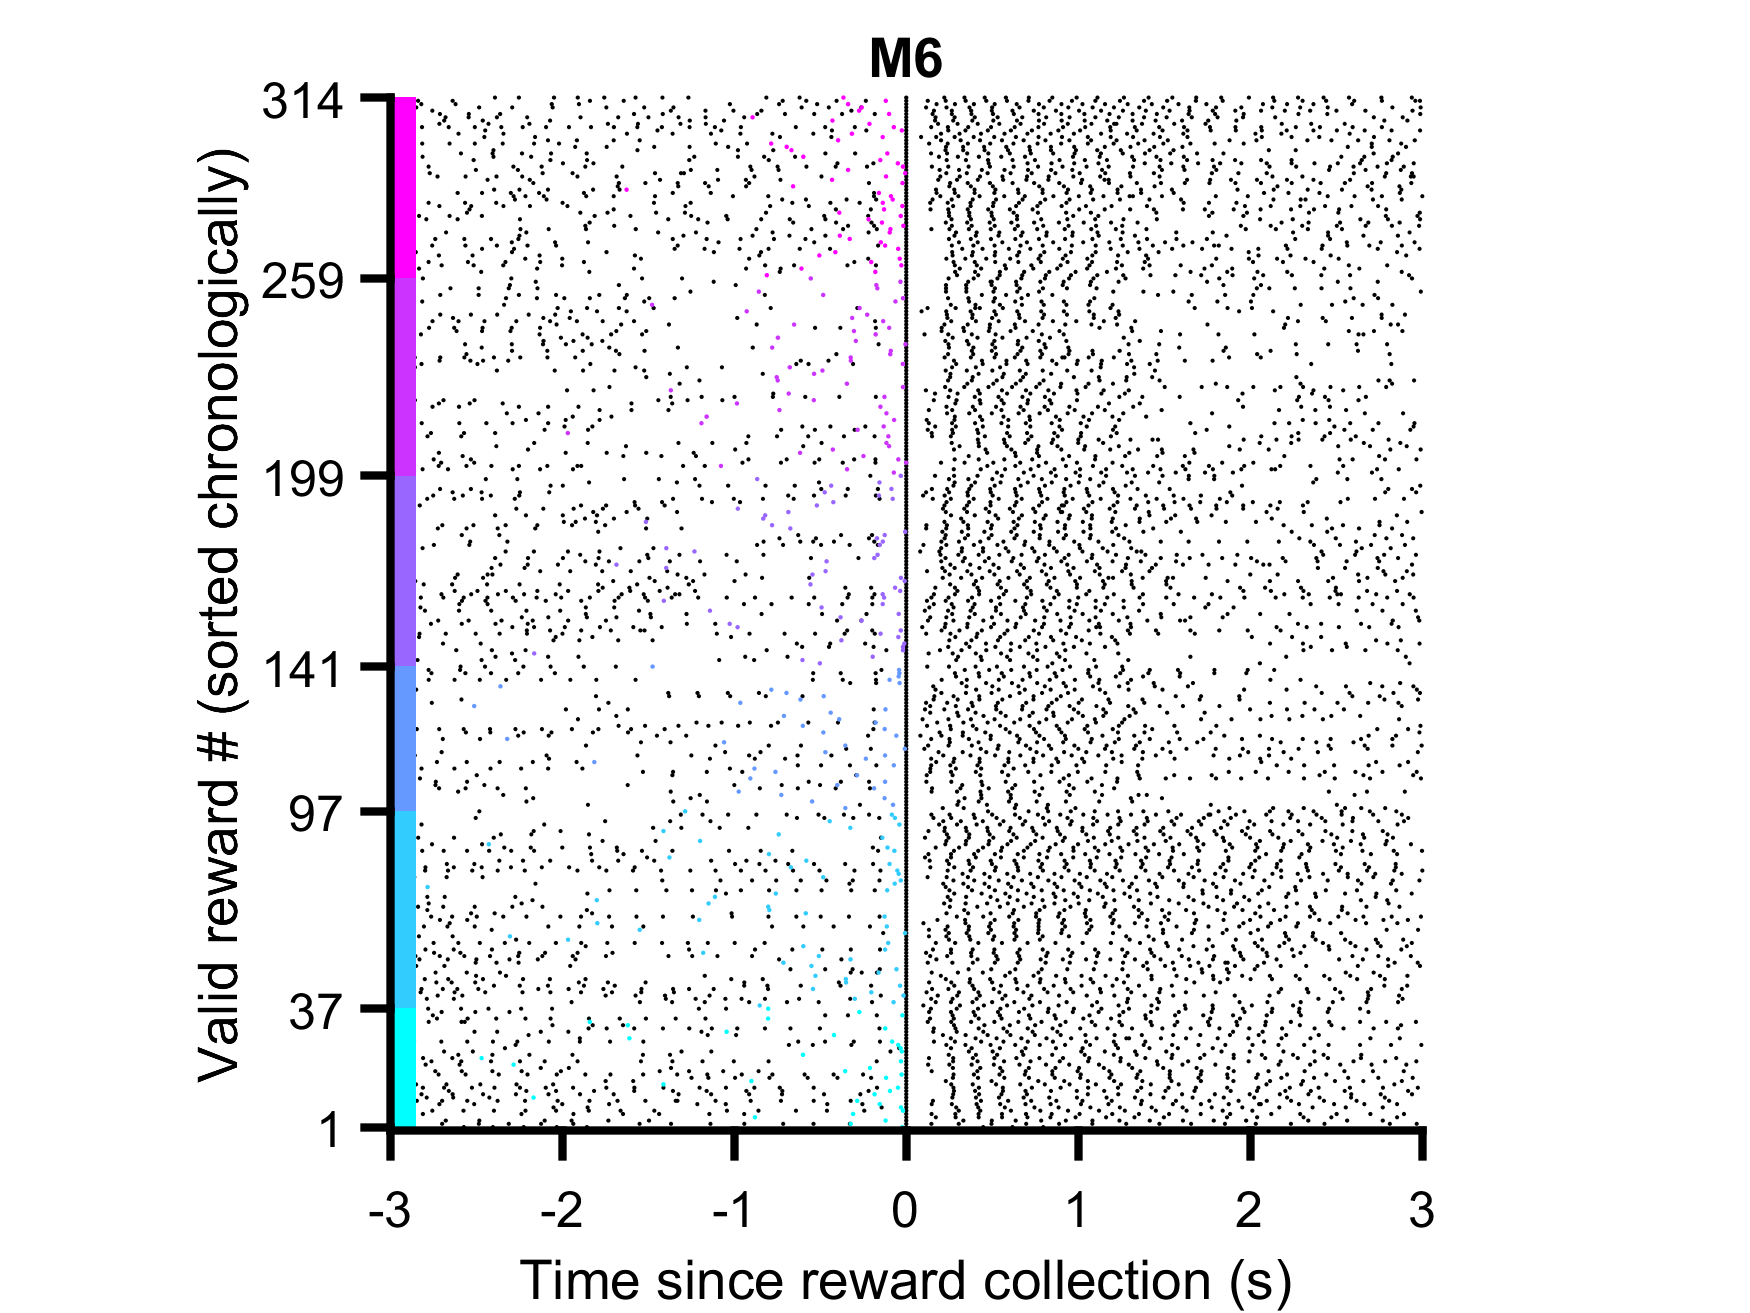 M6
Valid reward # (sorted chronologically)
314
259
199
141
97
37
1
-3 -2 -1 0 1 2 3
Time since reward collection (s)